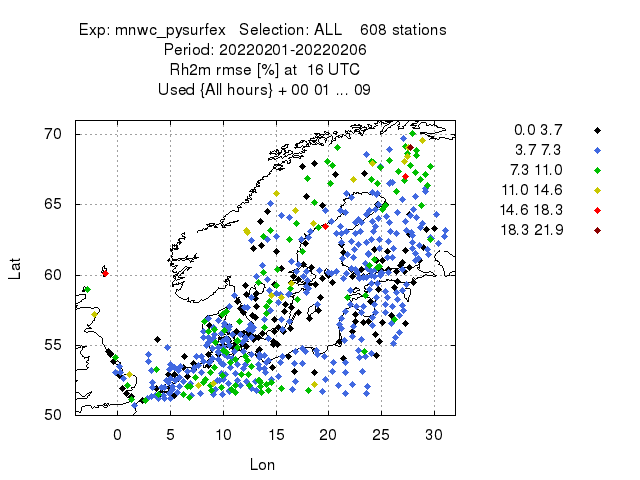 Exp: mnwc_pysurfex Selection: ALL 608 stations
Period: 20220201-20220206
Rh2m rmse [%] at 16 UTC
Used {All hours} + 00 01 ... 09
70
65
60
55
50
Lat
0 5 10 15 20 25 30
Lon
0.0 3.7
3.7 7.3
7.3 11.0
11.0 14.6
14.6 18.3
18.3 21.9